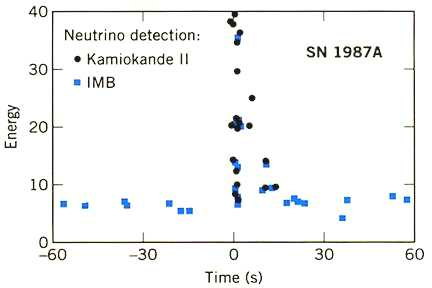 Neutrino detection:
Kamiokande II
IMB
SN 1987A
40
30
20
10
0
Energy
−60
−30
0
30
60
Time (s)